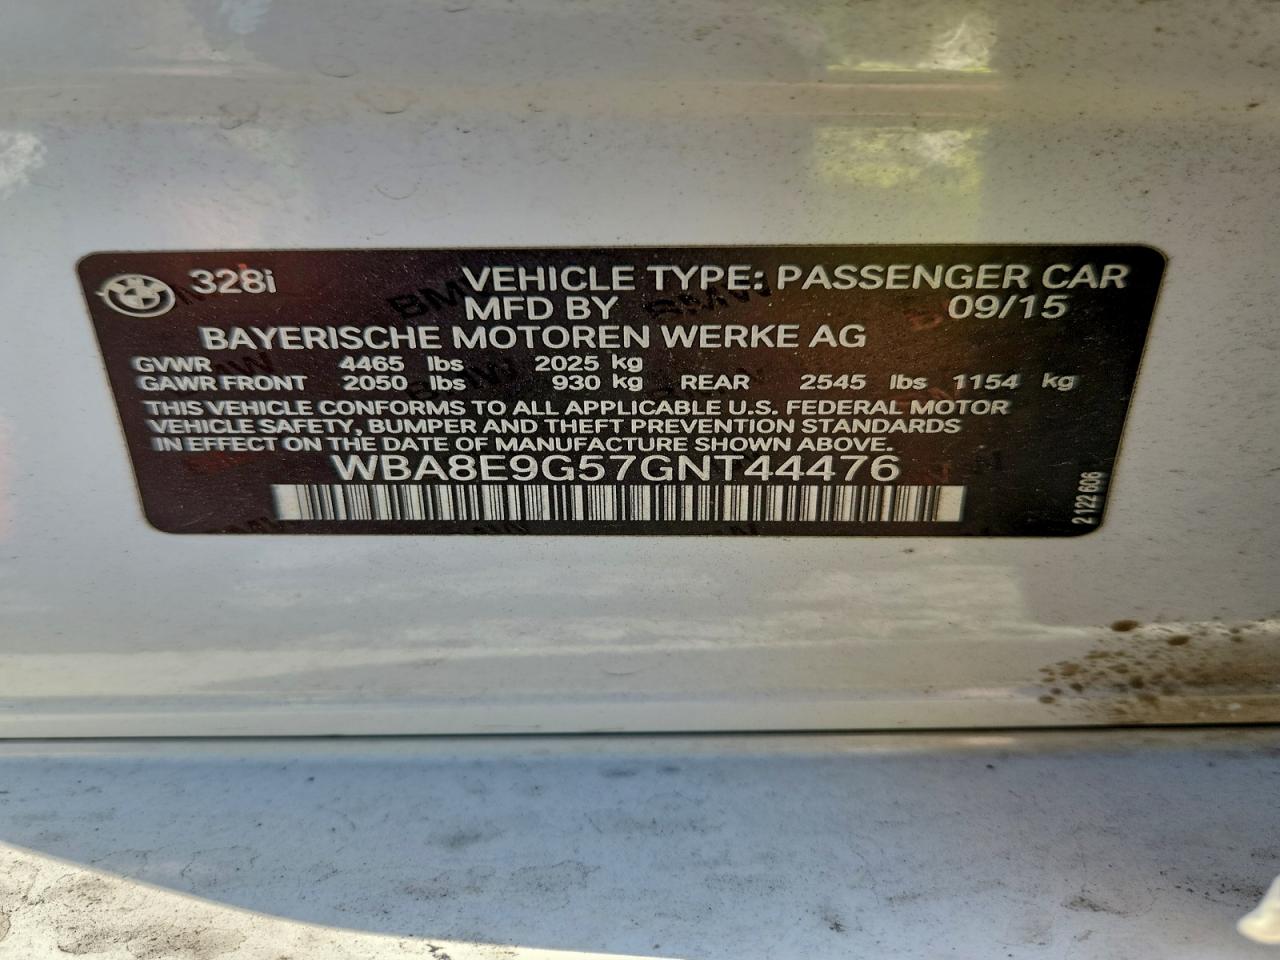 328i VEHICLE TYPE: PASSENGER CAR
MFD BY 09/15
BAYERISCHE MOTOREN WERKE AG
GVWR 4465 lbs 2025 kg
GAWR FRONT 2050 lbs 930 kg REAR 2545 lbs 1154 kg
THIS VEHICLE CONFORMS TO ALL APPLICABLE U.S. FEDERAL MOTOR
VEHICLE SAFETY, BUMPER AND THEFT PREVENTION STANDARDS
IN EFFECT ON THE DATE OF MANUFACTURE SHOWN ABOVE.
WBA8E9G57GNT44476
2 122 606